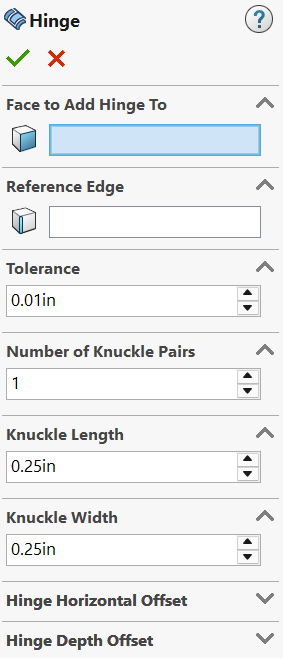 Hinge
?
Face to Add Hinge To
Reference Edge
Tolerance
0.01in
Number of Knuckle Pairs
1
Knuckle Length
0.25in
Knuckle Width
0.25in
Hinge Horizontal Offset
Hinge Depth Offset